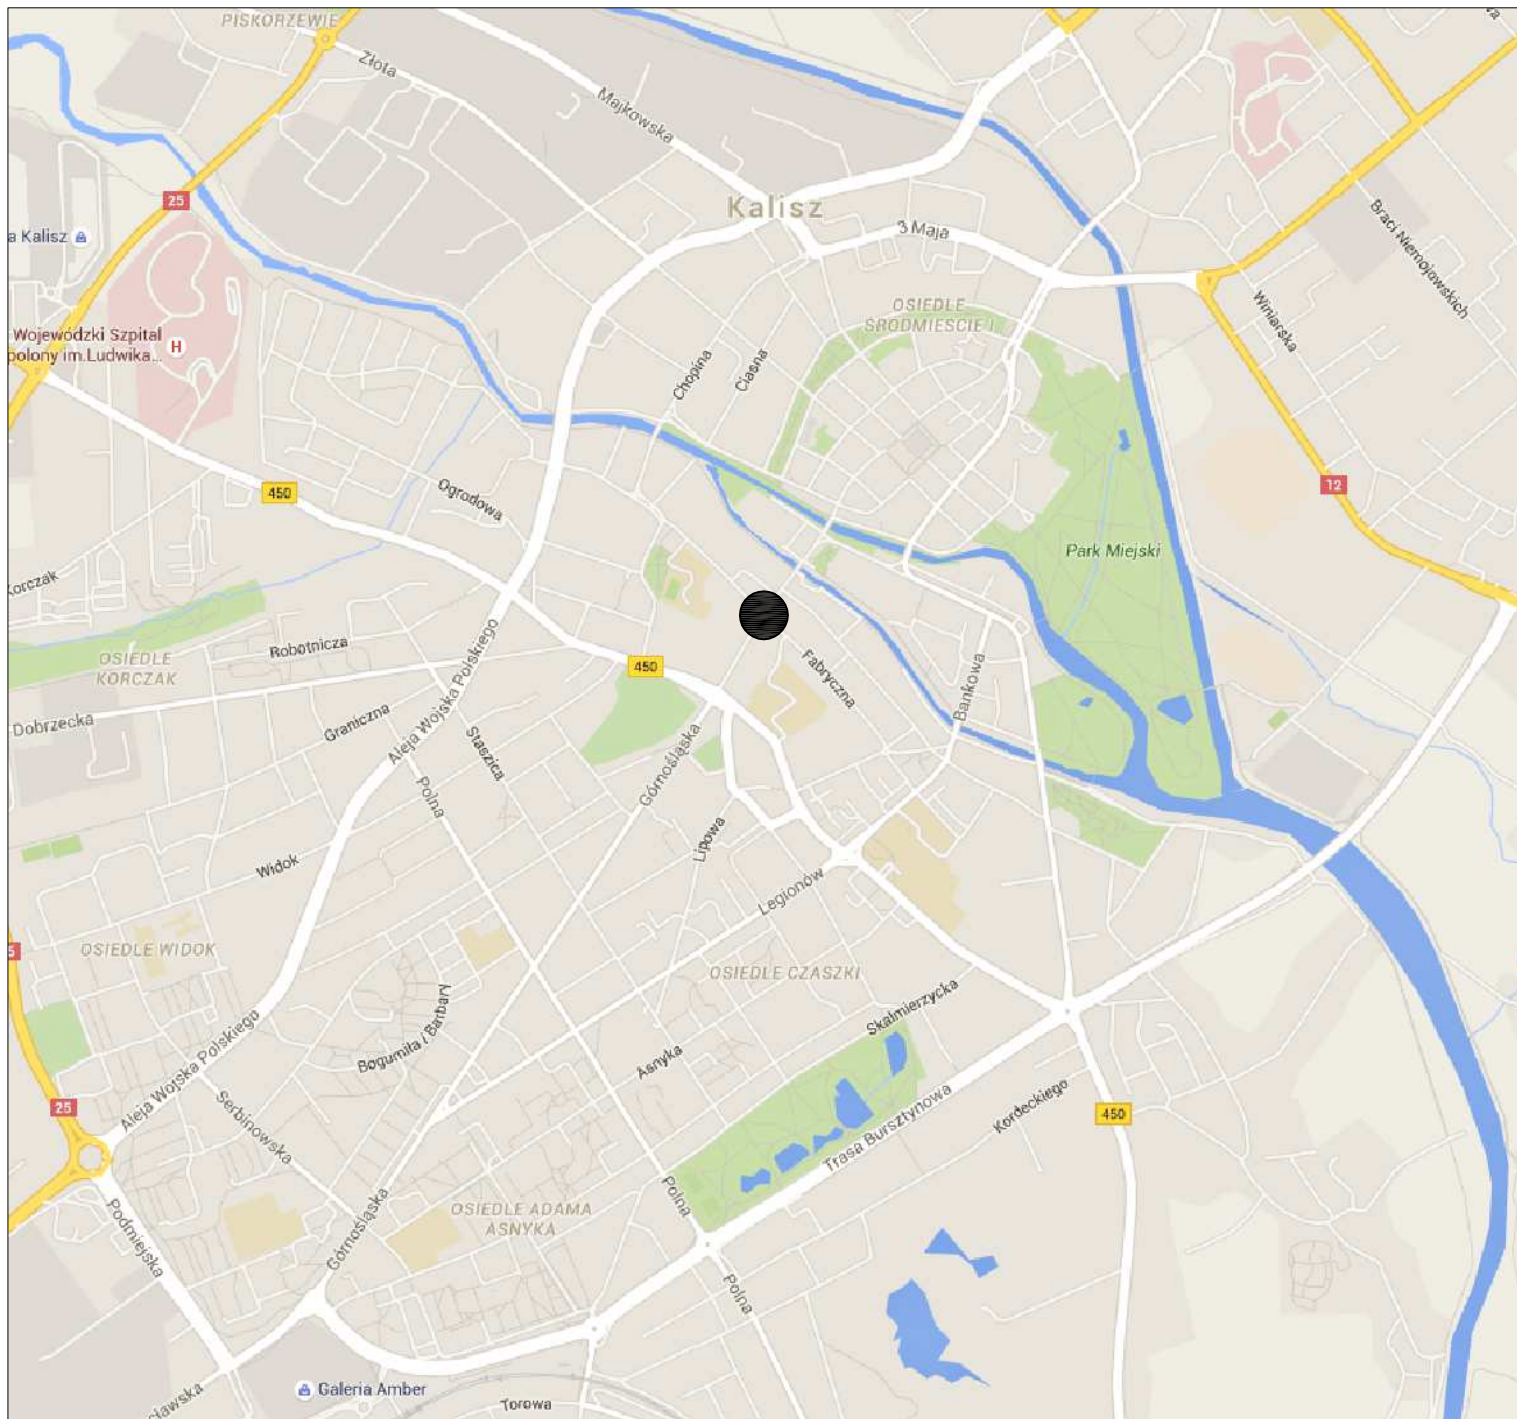 PISKORZEWIE
Złota
Majkowska
25
Kalisz
a Kalisz
3 Maja
Braci Niemojowskich
OSIEDLE
ŚRÓDMIEŚCIE I
Winiarska
Wojewódzki Szpital
polony im.Ludwika...
H
Chopina
Ciasna
450
Ogrodowa
12
Park Miejski
Korczak
Robotnicza
OSIEDLE
KORCZAK
450
Fabryczna
Bankowa
Dobrzecka
Graniczna
Aleja Wojska Polskiego
Staszica
Górnośląska
Polna
Lipowa
Widok
Legionów
OSIEDLE WIDOK
5
OSIEDLE CZASZKI
Skalmierzycka
Bogumiła i Barbary
Asnyka
Aleja Wojska Polskiego
25
Serbinowska
Trasa Bursztynowa
Kordeckiego
450
Polna
OSIEDLE ADAMA
ASNYKA
Podmiejska
Górnośląska
Polna
Galeria Amber
cławska
Torowa